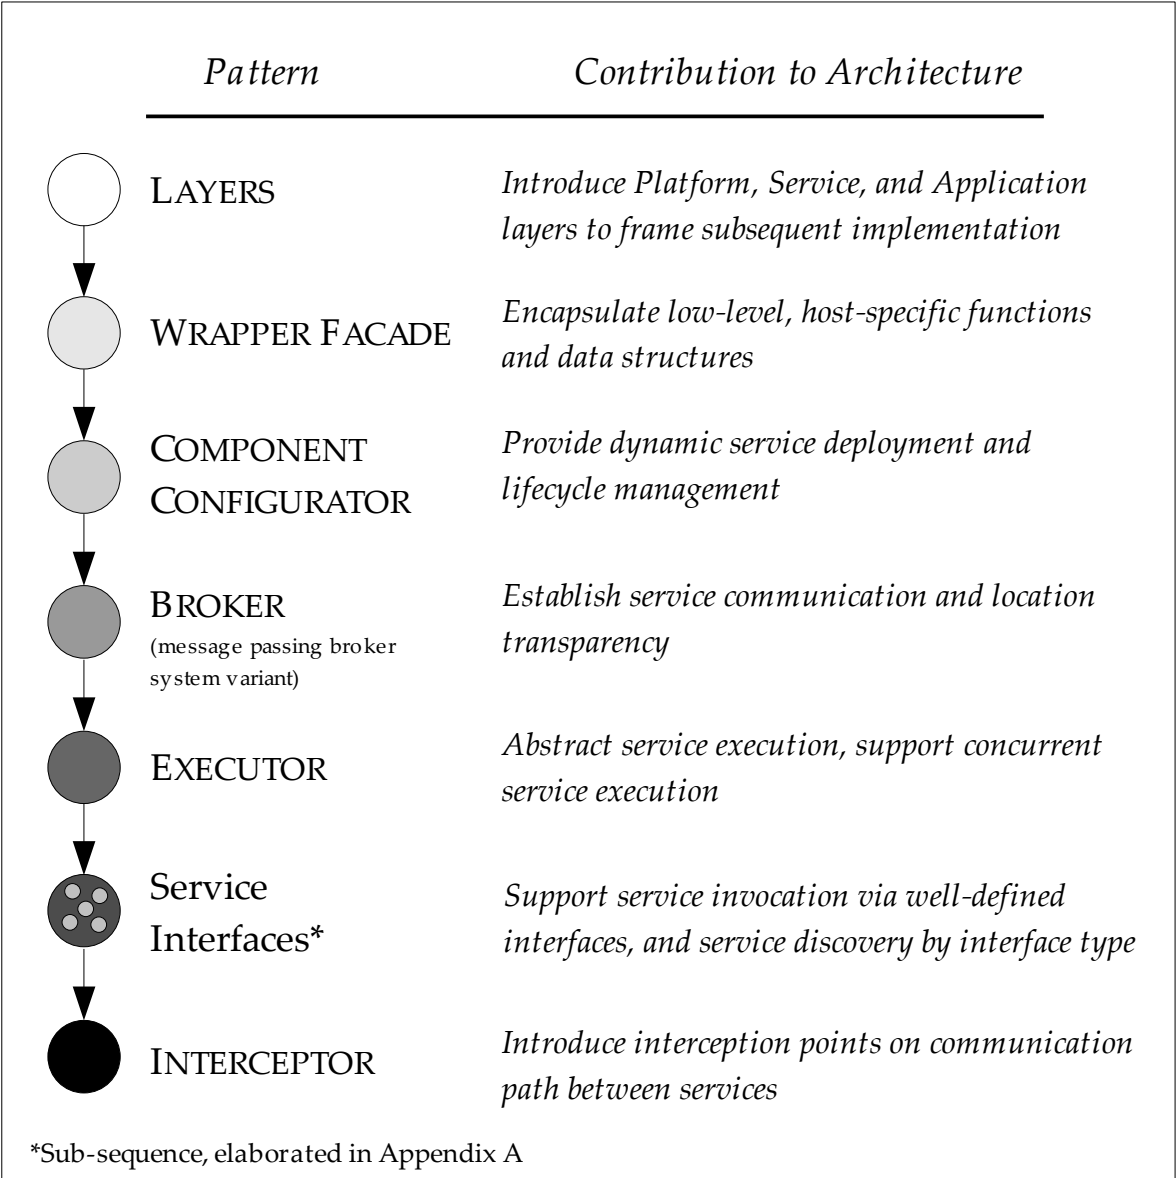 Pattern Contribution to Architecture
LAYERS
Introduce Platform, Service, and Application
layers to frame subsequent implementation
WRAPPER FACADE
Encapsulate low-level, host-specific functions
and data structures
COMPONENT
CONFIGURATOR
Provide dynamic service deployment and
lifecycle management
BROKER
(message passing broker
system variant)
Establish service communication and location
transparency
EXECUTOR
Abstract service execution, support concurrent
service execution
Service
Interfaces*
Support service invocation via well-defined
interfaces, and service discovery by interface type
INTERCEPTOR
Introduce interception points on communication
path between services
*Sub-sequence, elaborated in Appendix A